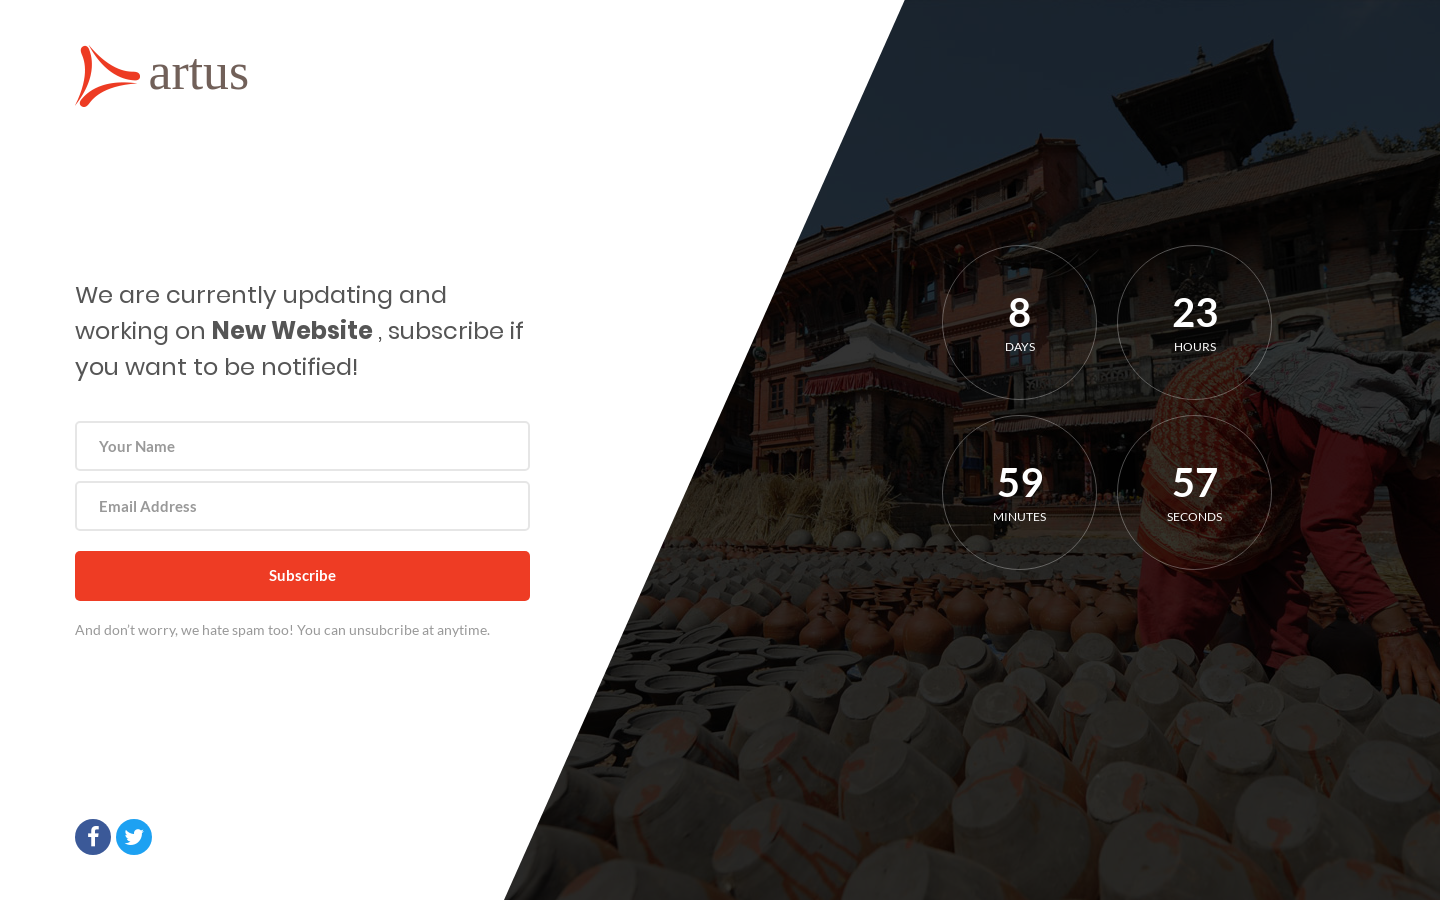 artus
We are currently updating and
working on New Website , subscribe if
you want to be notified!
Your Name
Email Address
Subscribe
And don't worry, we hate spam too! You can unsubcribe at anytime.
8
DAYS
23
HOURS
59
MINUTES
57
SECONDS